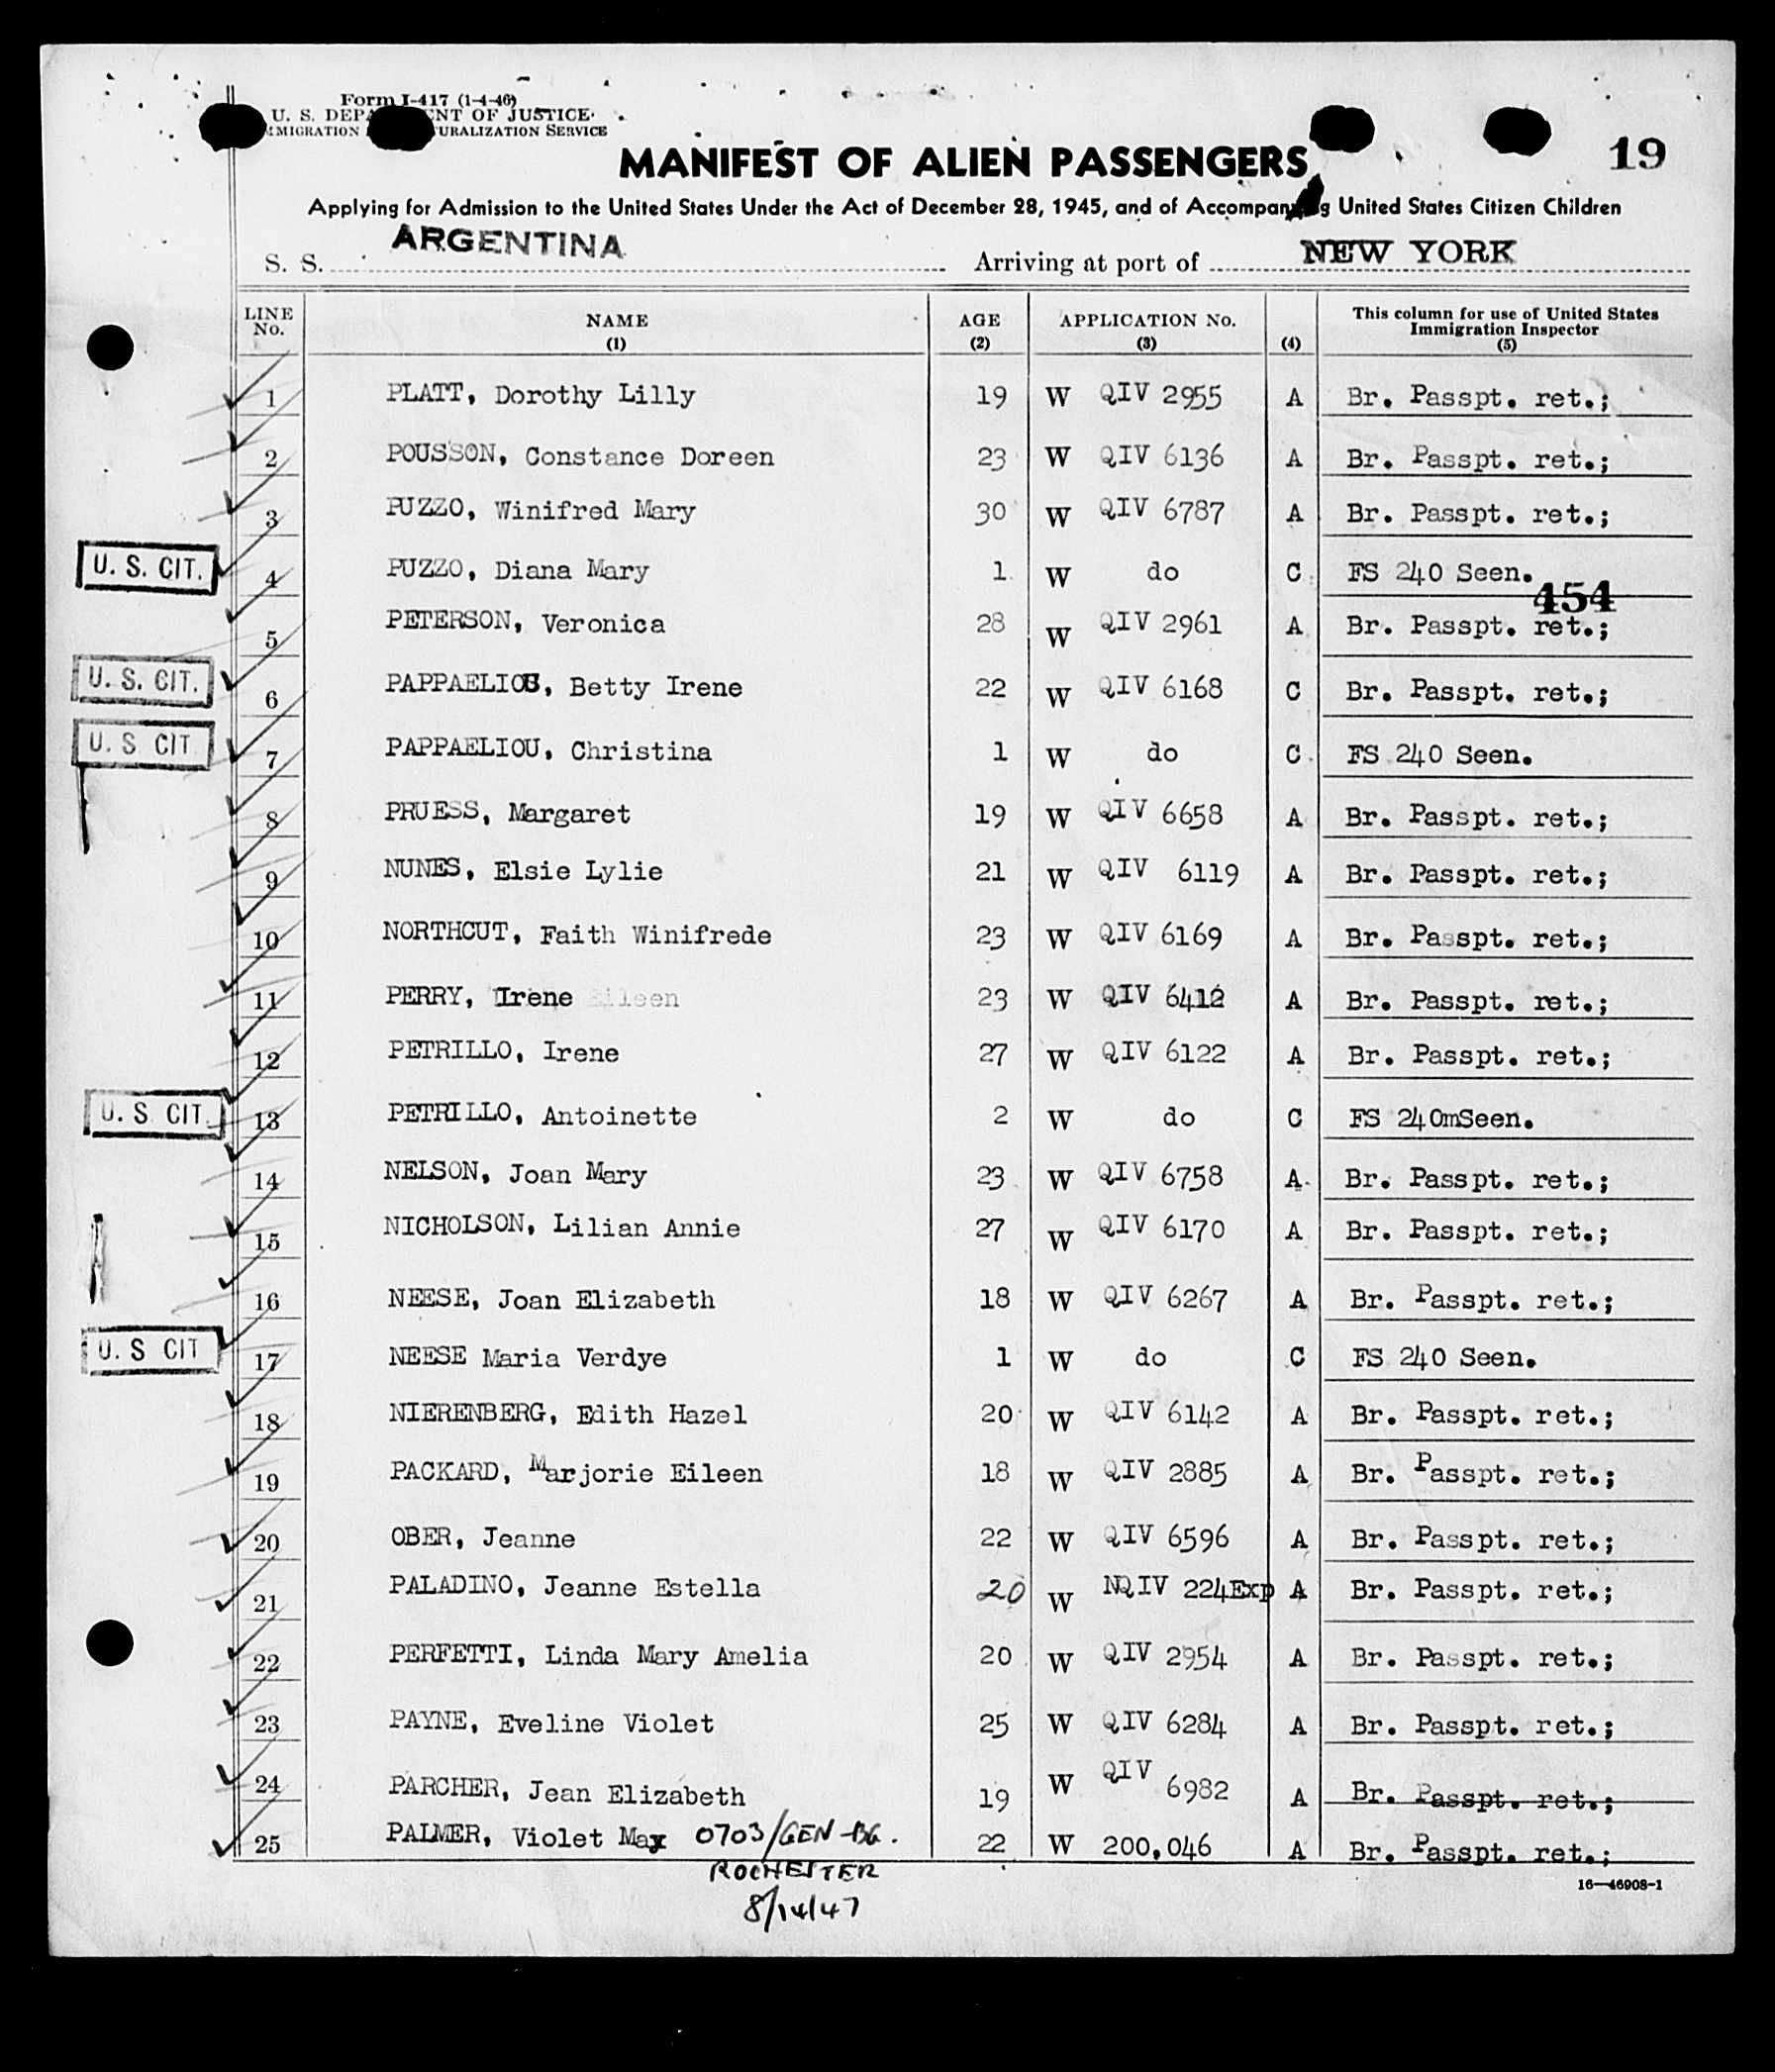 Form I-417 (1-4-46)
U. S. DEPA ENT OF JUSTICE
MIGRATION URALIZATION SERVICE
19
MANIFEST OF ALIEN PASSENGERS
Applying for Admission to the United States Under the Act of December 28, 1945, and of Accompan g United States Citizen Children
S. S. ARGENTINA Arriving at port of NEW YORK
LINE No. NAME (1) AGE (2) APPLICATION No. (3) (4) This column for use of United States Immigration Inspector (5)
1 PLATT, Dorothy Lilly 19 W QIV 2955 A Br. Passpt. ret.;
2 POUSSON, Constance Doreen 23 W QIV 6136 A Br. Passpt. ret.;
3 PUZZO, Winifred Mary 30 W QIV 6787 A Br. Passpt. ret.;
U. S. CIT. 4 PUZZO, Diana Mary 1 W do C FS 240 Seen.
454
5 PETERSON, Veronica 28 W QIV 2961 A Br. Passpt. ret.;
U. S. CIT. 6 PAPPAELIOU, Betty Irene 22 W QIV 6168 C Br. Passpt. ret.;
U. S CIT 7 PAPPAELIOU, Christina 1 W do C FS 240 Seen.
8 PRUESS, Margaret 19 W QIV 6658 A Br. Passpt. ret.;
9 NUNES, Elsie Lylie 21 W QIV 6119 A Br. Passpt. ret.;
10 NORTHCUT, Faith Winifrede 23 W QIV 6169 A Br. Passpt. ret.;
11 PERRY, Irene Eileen 23 W QIV 6412 A Br. Passpt. ret.;
12 PETRILLO, Irene 27 W QIV 6122 A Br. Passpt. ret.;
U. S CIT. 13 PETRILLO, Antoinette 2 W do C FS 240mSeen.
14 NELSON, Joan Mary 23 W QIV 6758 A Br. Passpt. ret.;
15 NICHOLSON, Lilian Annie 27 W QIV 6170 A Br. Passpt. ret.;
16 NEESE, Joan Elizabeth 18 W QIV 6267 A Br. Passpt. ret.;
U. S CIT 17 NEESE Maria Verdye 1 W do C FS 240 Seen.
18 NIERENBERG, Edith Hazel 20 W QIV 6142 A Br. Passpt. ret.;
19 PACKARD, Marjorie Eileen 18 W QIV 2885 A Br. Passpt. ret.;
20 OBER, Jeanne 22 W QIV 6596 A Br. Passpt. ret.;
21 PALADINO, Jeanne Estella 20 W NQIV 224Exp A Br. Passpt. ret.;
22 PERFETTI, Linda Mary Amelia 20 W QIV 2954 A Br. Passpt. ret.;
23 PAYNE, Eveline Violet 25 W QIV 6284 A Br. Passpt. ret.;
24 PARCHER, Jean Elizabeth 19 W QIV 6982 A Br. Passpt. ret.;
25 PALMER, Violet May 0703/GEN-BG. 22 W 200,046 A Br. Passpt. ret.;
ROCHESTER
8/14/47
16—46908-1